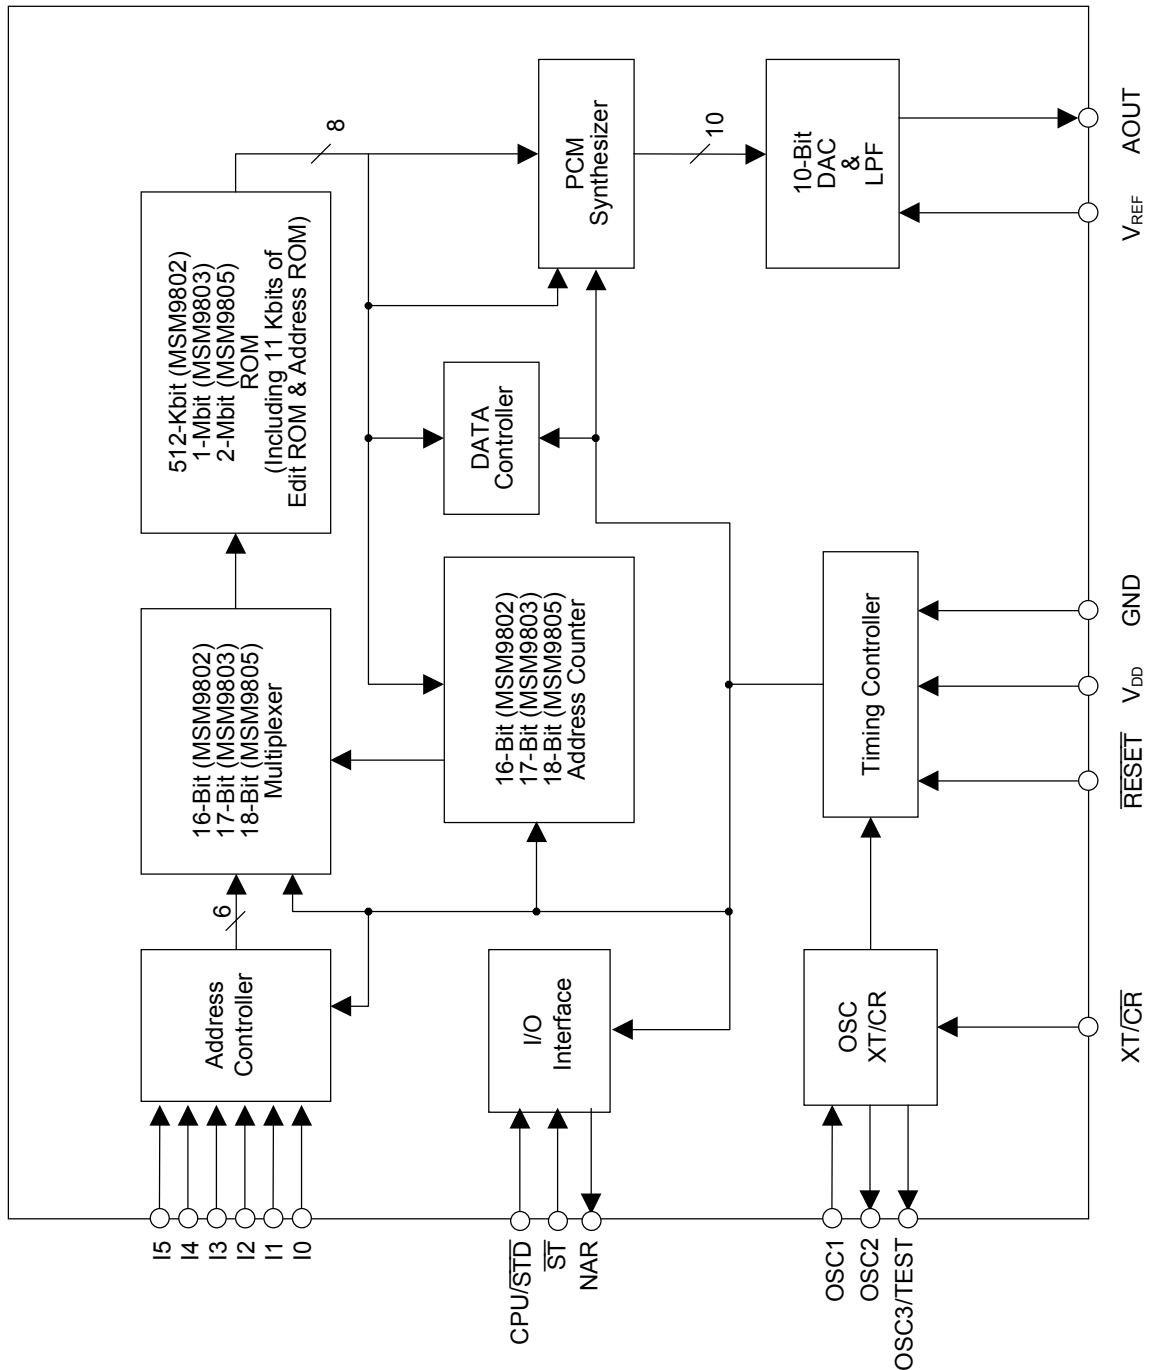 I5
I4
I3
I2
I1
I0
Address
Controller
6
16-Bit (MSM9802)
17-Bit (MSM9803)
18-Bit (MSM9805)
Multiplexer
512-Kbit (MSM9802)
1-Mbit (MSM9803)
2-Mbit (MSM9805)
ROM
(Including 11 Kbits of
Edit ROM & Address ROM)
8
CPU/STD
ST
NAR
I/O
Interface
16-Bit (MSM9802)
17-Bit (MSM9803)
18-Bit (MSM9805)
Address Counter
DATA
Controller
PCM
Synthesizer
10
OSC1
OSC2
OSC3/TEST
OSC
XT/CR
Timing Controller
10-Bit
DAC
&
LPF
XT/CR
RESET
VDD
GND
VREF
AOUT